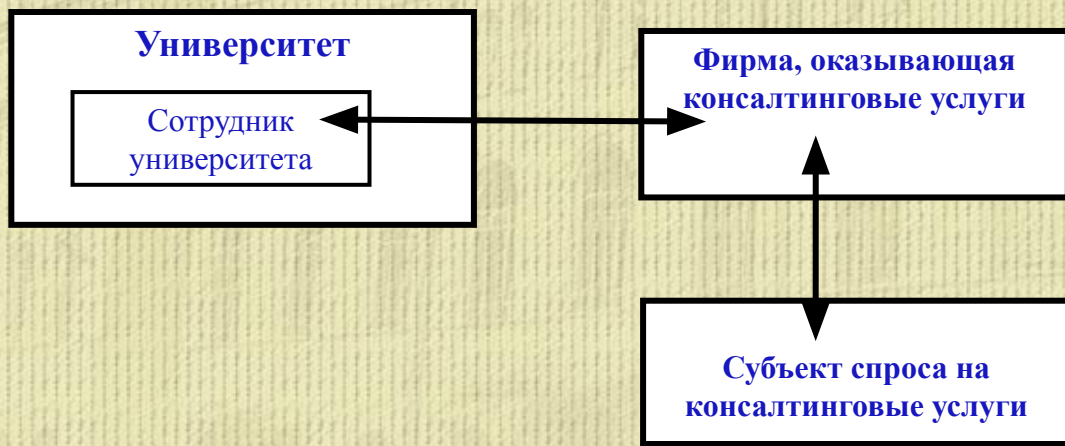 Университет
Сотрудник
университета
Фирма, оказывающая
консалтинговые услуги
Субъект спроса на
консалтинговые услуги